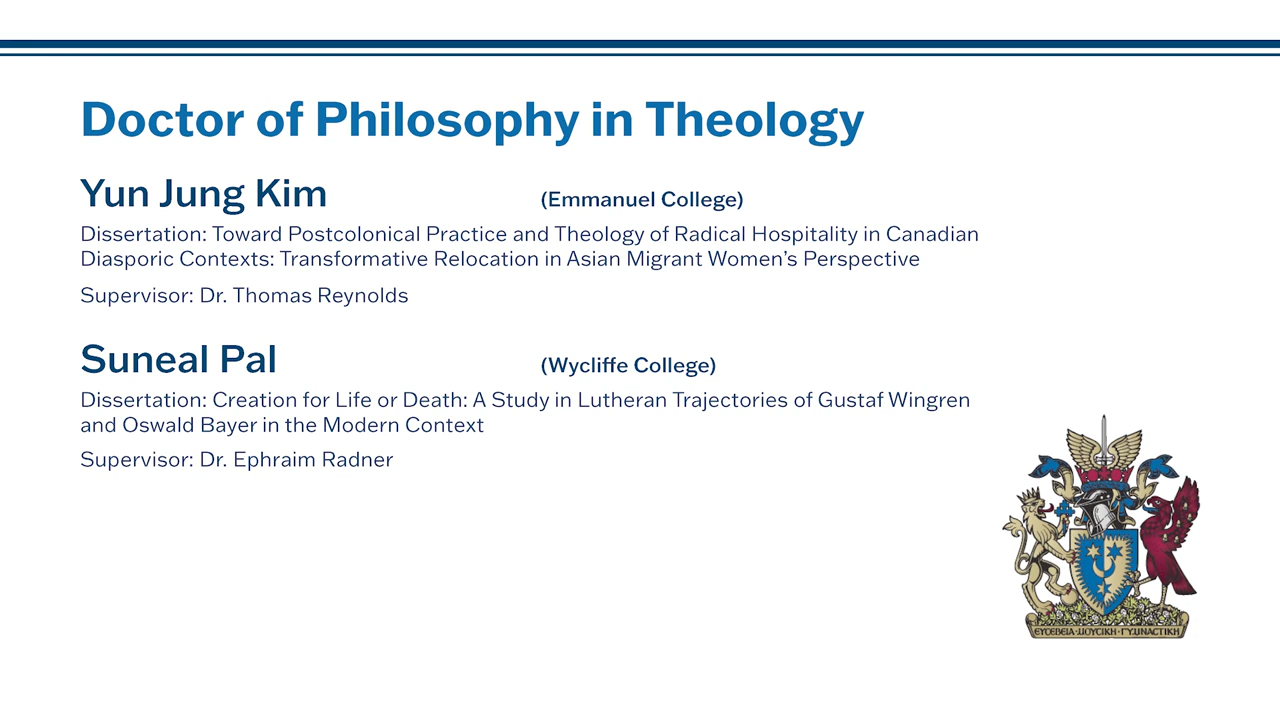 Doctor of Philosophy in Theology
Yun Jung Kim (Emmanuel College)
Dissertation: Toward Postcolonical Practice and Theology of Radical Hospitality in Canadian
Diasporic Contexts: Transformative Relocation in Asian Migrant Women’s Perspective
Supervisor: Dr. Thomas Reynolds
Suneal Pal (Wycliffe College)
Dissertation: Creation for Life or Death: A Study in Lutheran Trajectories of Gustaf Wingren
and Oswald Bayer in the Modern Context
Supervisor: Dr. Ephraim Radner
ΕΥϹΕΒΕΙΑ·ΜΟΥϹΙΚΗ·ΓΥΜΝΑϹΤΙΚΗ